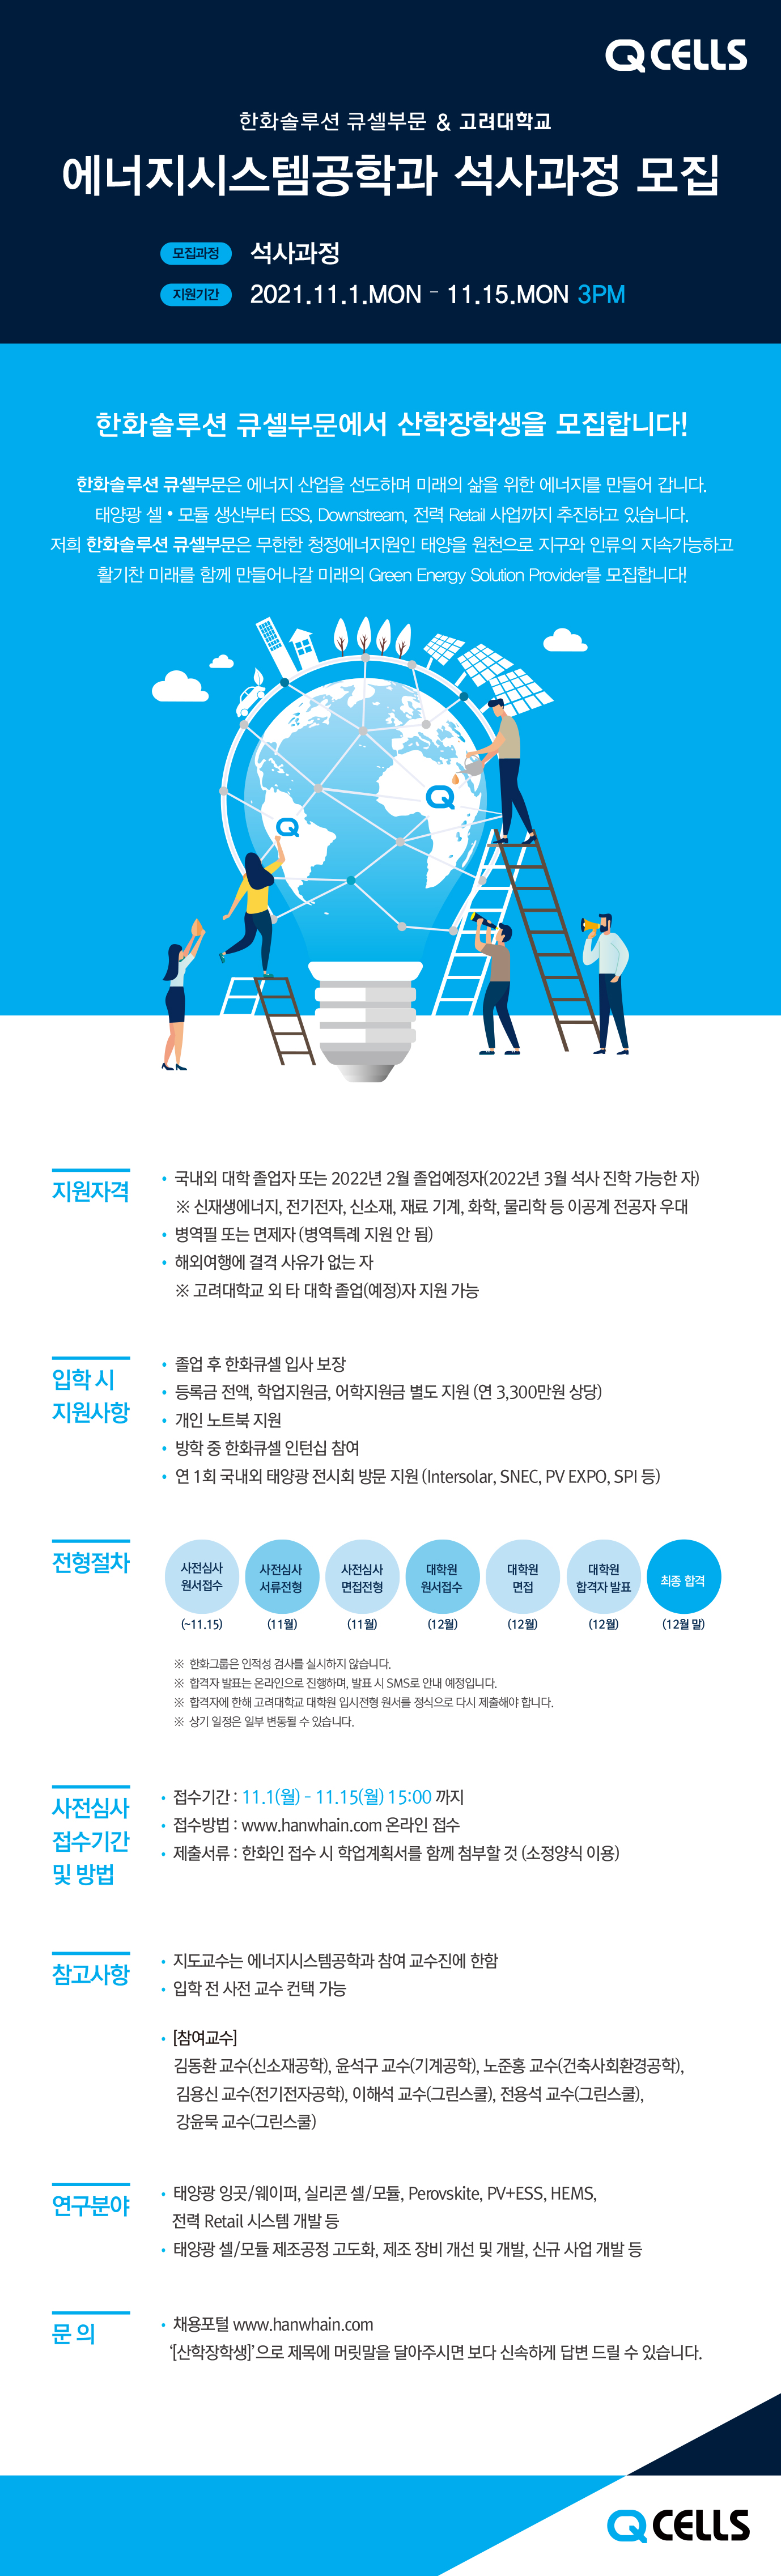 Q CELLS
한화솔루션 큐셀부문 & 고려대학교
에너지시스템공학과 석사과정 모집
모집과정 석사과정
지원기간 2021.11.1.MON - 11.15.MON 3PM
한화솔루션 큐셀부문에서 산학장학생을 모집합니다!
한화솔루션 큐셀부문은 에너지 산업을 선도하며 미래의 삶을 위한 에너지를 만들어 갑니다.
태양광 셀•모듈 생산부터 ESS, Downstream, 전력 Retail 사업까지 추진하고 있습니다.
저희 한화솔루션 큐셀부문은 무한한 청정에너지원인 태양을 원천으로 지구와 인류의 지속가능하고
활기찬 미래를 함께 만들어나갈 미래의 Green Energy Solution Provider를 모집합니다!
Q
Q
지원자격
• 국내외 대학 졸업자 또는 2022년 2월 졸업예정자(2022년 3월 석사 진학 가능한 자)
※ 신재생에너지, 전기전자, 신소재, 재료 기계, 화학, 물리학 등 이공계 전공자 우대
• 병역필 또는 면제자 (병역특례 지원 안 됨)
• 해외여행에 결격 사유가 없는 자
※ 고려대학교 외 타 대학 졸업(예정)자 지원 가능
입학 시
지원사항
• 졸업 후 한화큐셀 입사 보장
• 등록금 전액, 학업지원금, 어학지원금 별도 지원 (연 3,300만원 상당)
• 개인 노트북 지원
• 방학 중 한화큐셀 인턴십 참여
• 연 1회 국내외 태양광 전시회 방문 지원 (Intersolar, SNEC, PV EXPO, SPI 등)
전형절차
사전심사
원서접수
(~11.15)
사전심사
서류전형
(11월)
사전심사
면접전형
(11월)
대학원
원서접수
(12월)
대학원
면접
(12월)
대학원
합격자 발표
(12월)
최종 합격
(12월 말)
※ 한화그룹은 인적성 검사를 실시하지 않습니다.
※ 합격자 발표는 온라인으로 진행하며, 발표 시 SMS로 안내 예정입니다.
※ 합격자에 한해 고려대학교 대학원 입시전형 원서를 정식으로 다시 제출해야 합니다.
※ 상기 일정은 일부 변동될 수 있습니다.
사전심사
접수기간
및 방법
• 접수기간 : 11.1(월) - 11.15(월) 15:00 까지
• 접수방법 : www.hanwhain.com 온라인 접수
• 제출서류 : 한화인 접수 시 학업계획서를 함께 첨부할 것 (소정양식 이용)
참고사항
• 지도교수는 에너지시스템공학과 참여 교수진에 한함
• 입학 전 사전 교수 컨택 가능
• [참여교수]
김동환 교수(신소재공학), 윤석구 교수(기계공학), 노준홍 교수(건축사회환경공학),
김용신 교수(전기전자공학), 이해석 교수(그린스쿨), 전용석 교수(그린스쿨),
강윤묵 교수(그린스쿨)
연구분야
• 태양광 잉곳/웨이퍼, 실리콘 셀/모듈, Perovskite, PV+ESS, HEMS,
전력 Retail 시스템 개발 등
• 태양광 셀/모듈 제조공정 고도화, 제조 장비 개선 및 개발, 신규 사업 개발 등
문 의
• 채용포털 www.hanwhain.com
‘[산학장학생]’으로 제목에 머릿말을 달아주시면 보다 신속하게 답변 드릴 수 있습니다.
Q CELLS